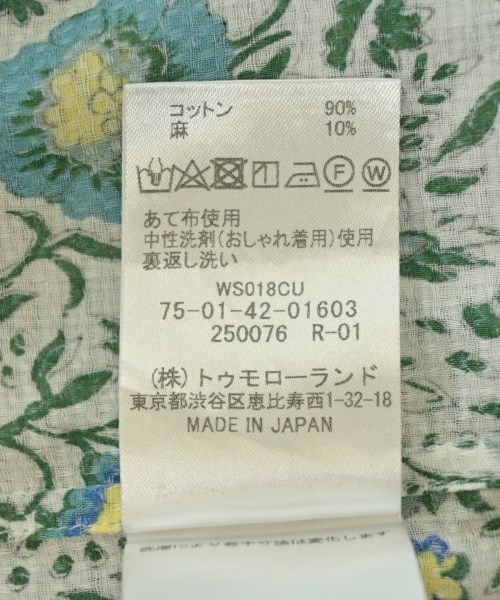 コットン 90%
麻 10%
F W
あて布使用
中性洗剤(おしゃれ着用)使用
裏返し洗い
WS018CU
75-01-42-01603
250076 R-01
(株)トゥモローランド
東京都渋谷区恵比寿西1-32-18
MADE IN JAPAN